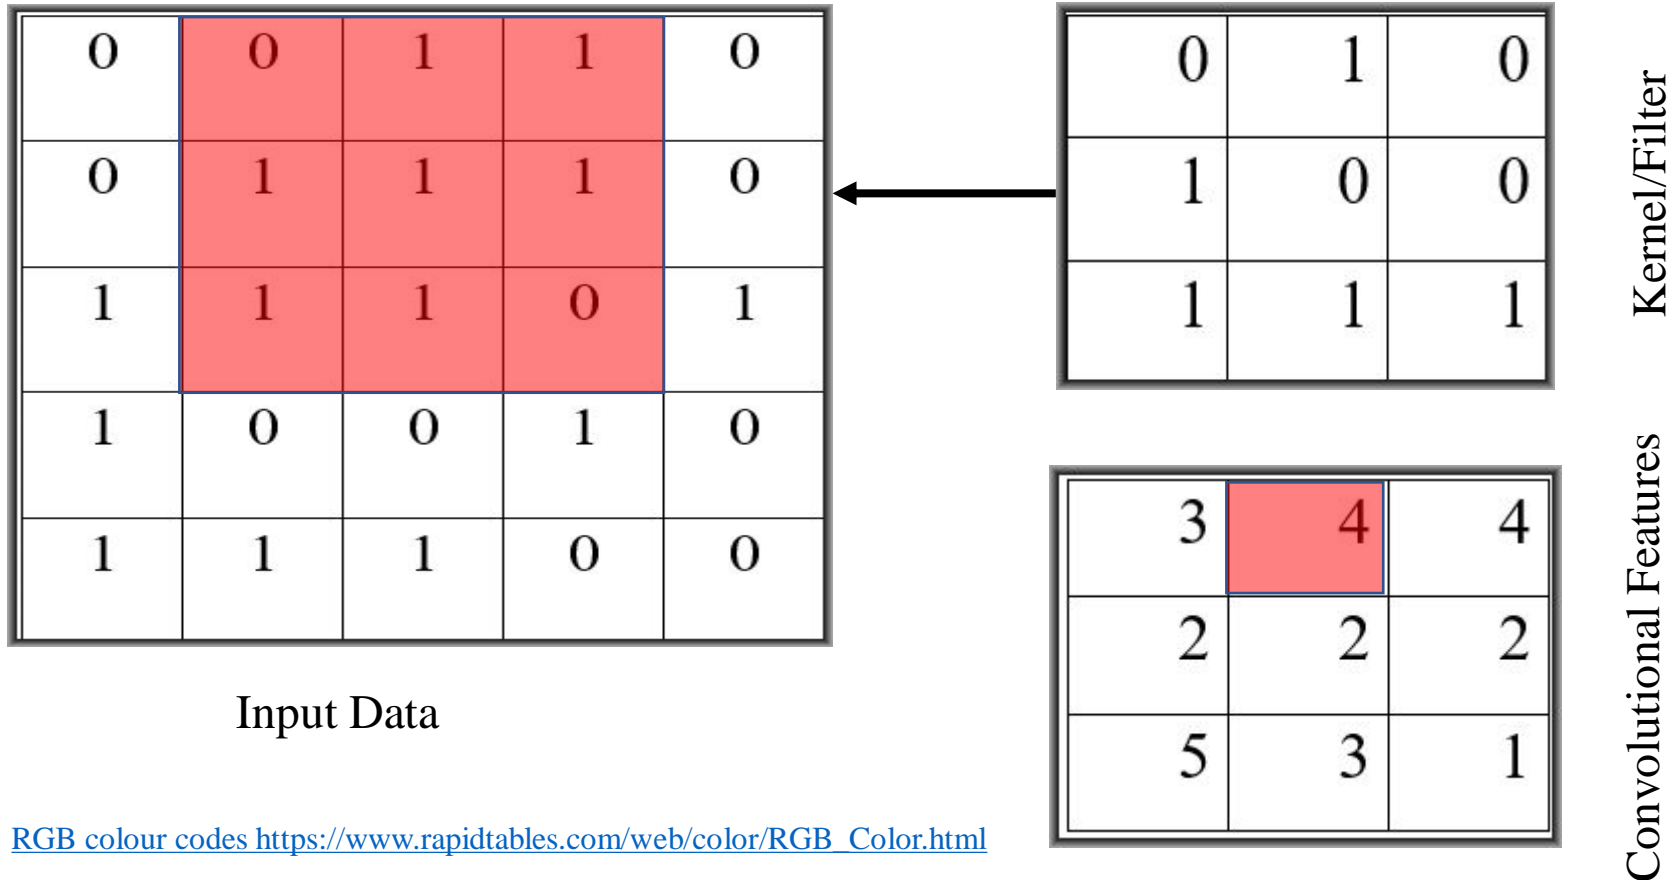 0 0 1 1 0
0 1 1 1 0
1 1 1 0 1
1 0 0 1 0
1 1 1 0 0
Input Data
0 1 0
1 0 0
1 1 1
Kernel/Filter
3 4 4
2 2 2
5 3 1
Convolutional Features
RGB colour codes https://www.rapidtables.com/web/color/RGB_Color.html